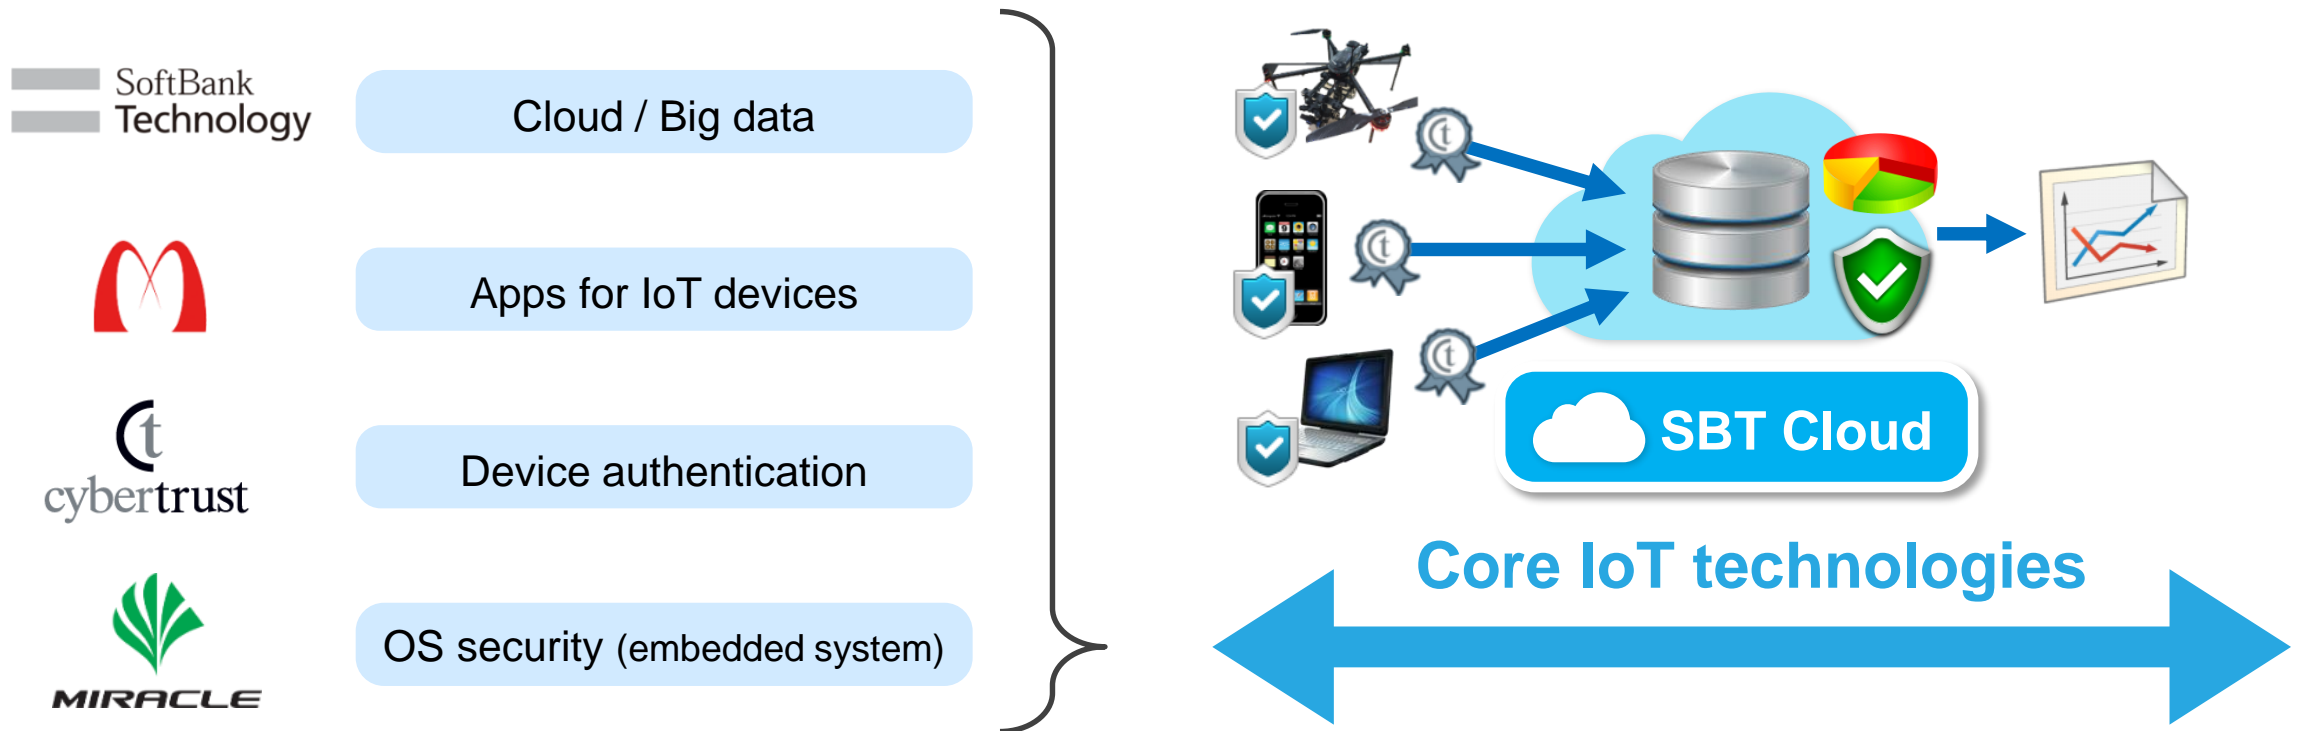 SoftBank
Technology
Cloud / Big data
Apps for IoT devices
cybertrust
Device authentication
MIRACLE
OS security (embedded system)
SBT Cloud
Core IoT technologies